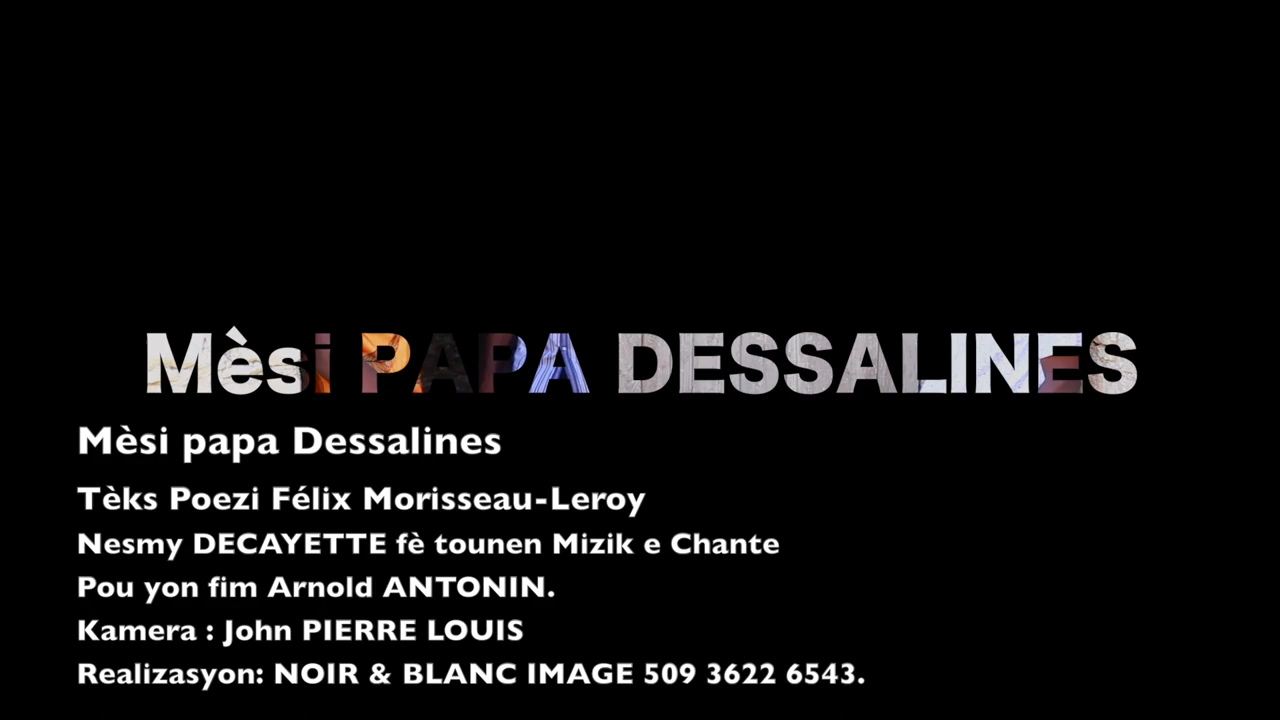 Mèsi PAPA DESSALINES
Mèsi papa Dessalines
Tèks Poezi Félix Morisseau-Leroy
Nesmy DECAYETTE fè tounen Mizik e Chante
Pou yon fim Arnold ANTONIN.
Kamera : John PIERRE LOUIS
Realizasyon: NOIR & BLANC IMAGE 509 3622 6543.